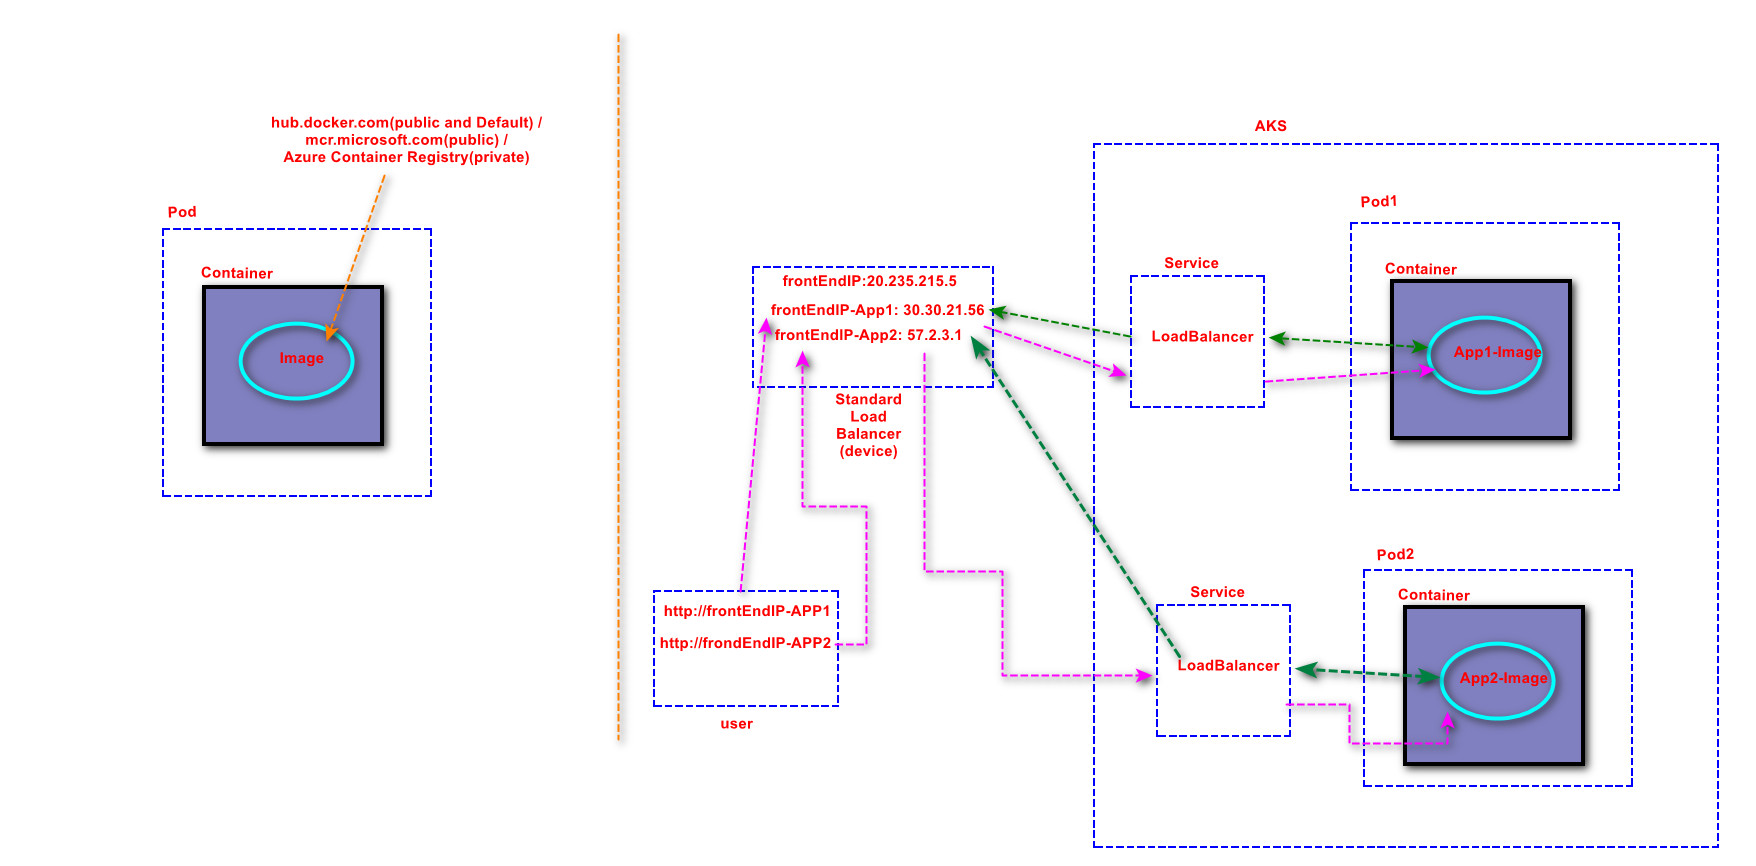 hub.docker.com(public and Default) /
mcr.microsoft.com(public) /
Azure Container Registry(private)
Pod
Container
Image
AKS
frontEndIP:20.235.215.5
frontEndIP-App1: 30.30.21.56
frontEndIP-App2: 57.2.3.1
Standard
Load
Balancer
(device)
http://frontEndIP-APP1
http://frondEndIP-APP2
user
Service
LoadBalancer
Pod1
Container
App1-Image
Service
LoadBalancer
Pod2
Container
App2-Image